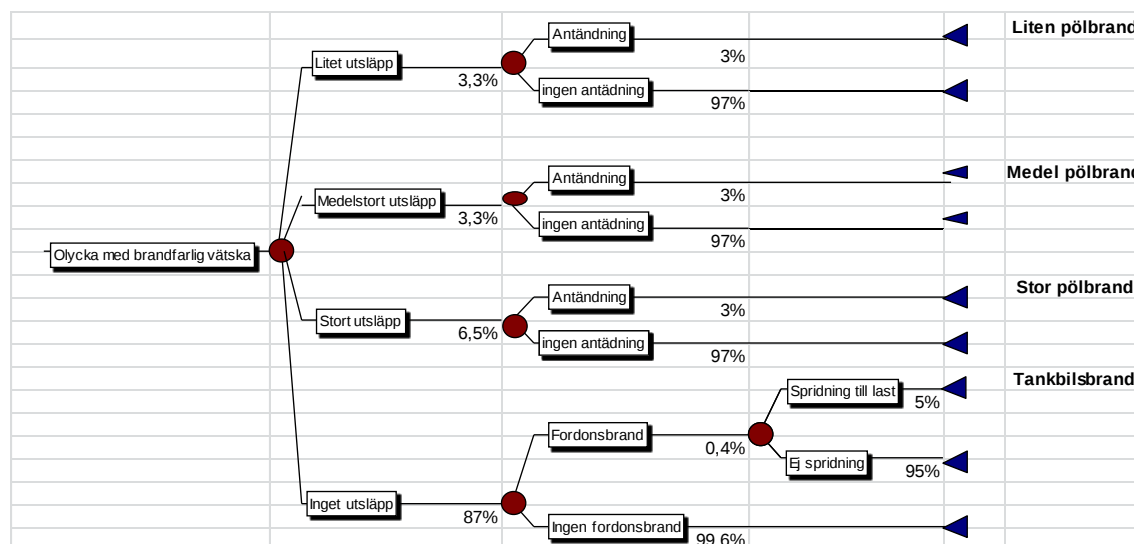 Antändning
Liten pölbrand
Litet utsläpp
3%
3,3%
ingen antädning
97%
Antändning
Medel pölbrand
Medelstort utsläpp
3%
3,3%
ingen antädning
97%
Olycka med brandfarlig vätska
Antändning
Stor pölbrand
Stort utsläpp
3%
6,5%
ingen antädning
97%
Tankbilsbrand
Spridning till last
5%
Fordonsbrand
0,4%
Ej spridning
95%
Inget utsläpp
87%
Ingen fordonsbrand
99,6%